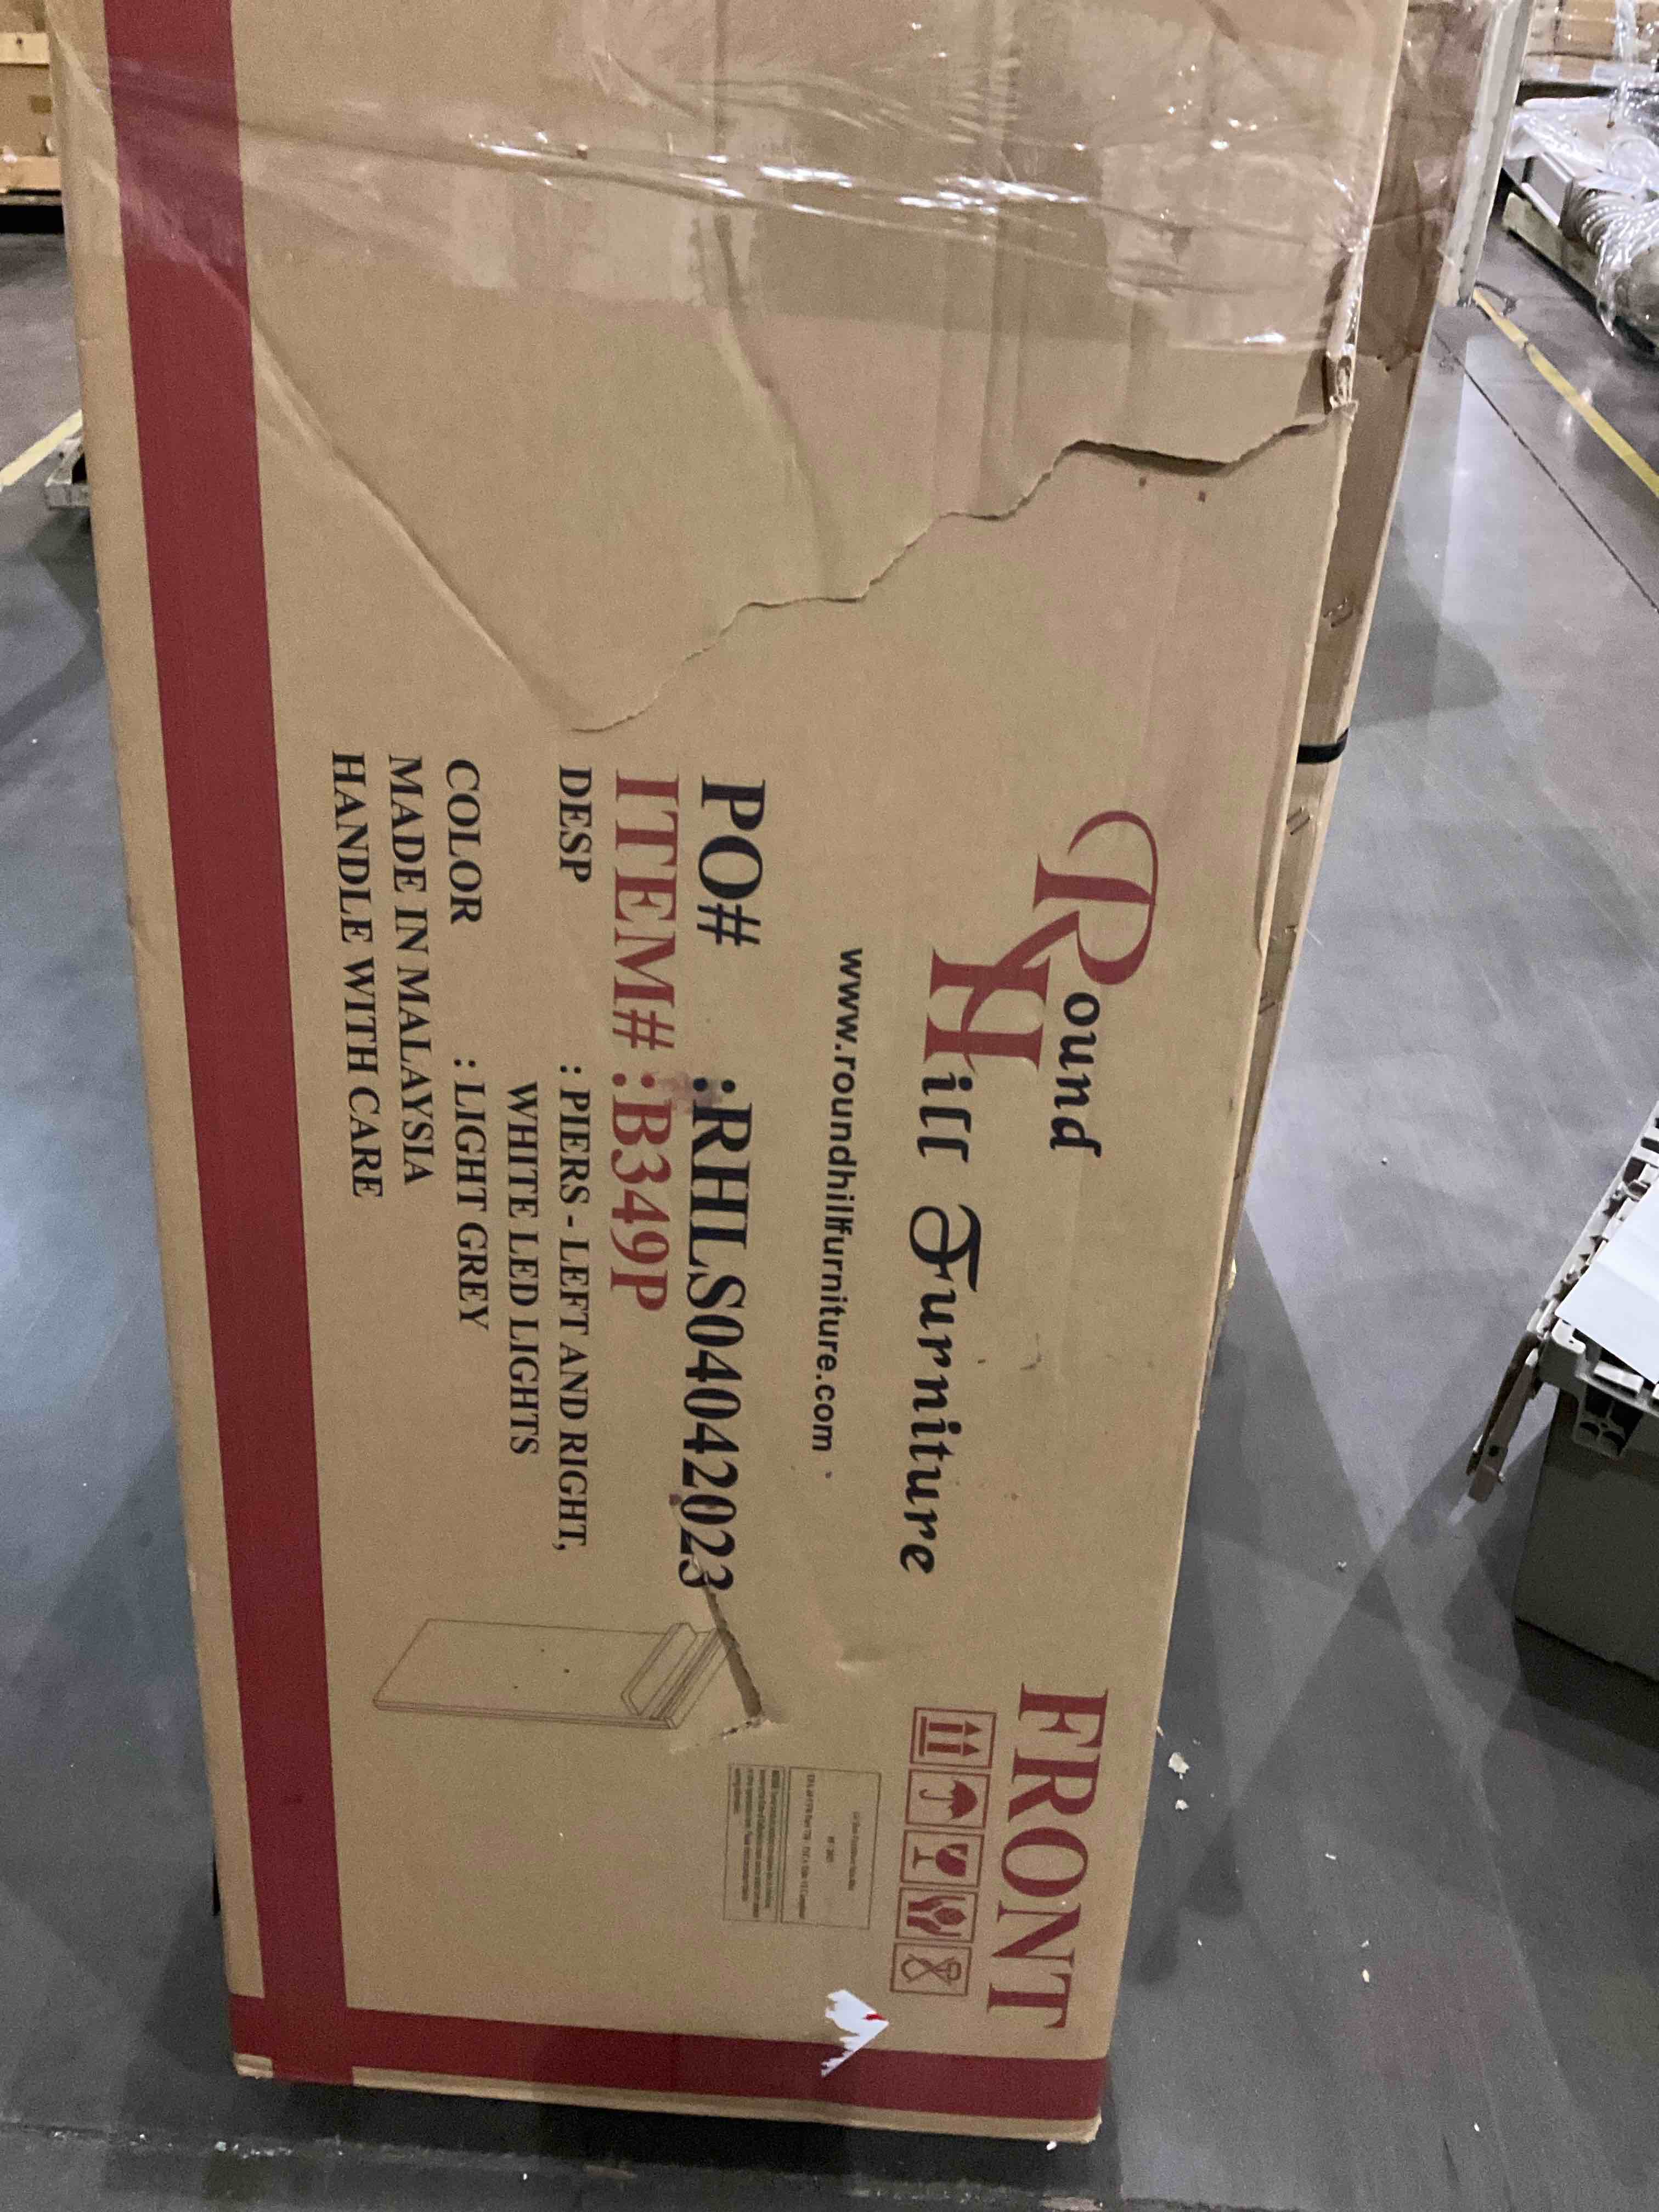 FRONT
Round
Hill Furniture
www.roundhillfurniture.com
PO# :RHLS04042023
ITEM# :B349P
DESP : PIERS - LEFT AND RIGHT,
WHITE LED LIGHTS
COLOR : LIGHT GREY
MADE IN MALAYSIA
HANDLE WITH CARE